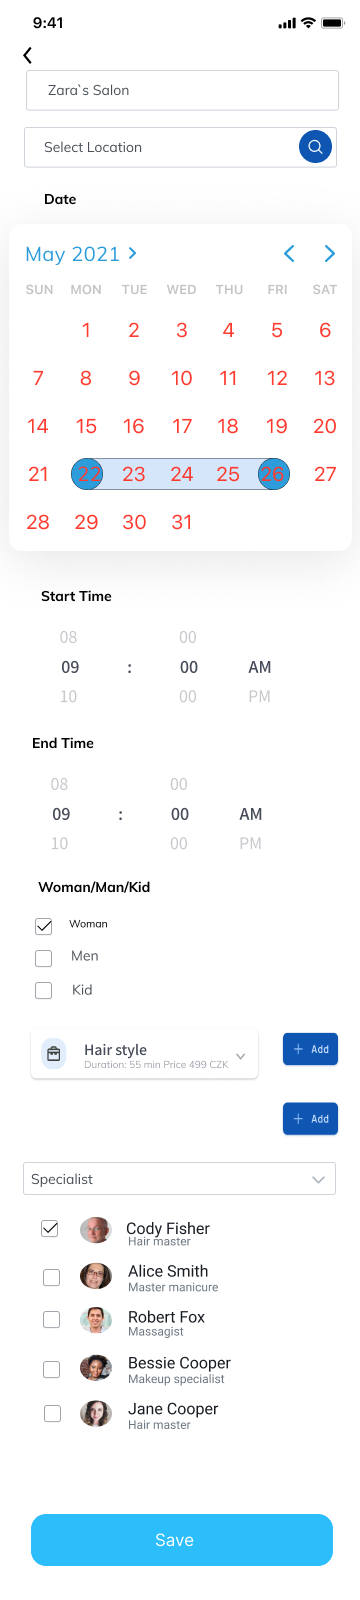 9:41
Zara`s Salon
Select Location
Date
May 2021
SUN MON TUE WED THU FRI SAT
1 2 3 4 5 6
7 8 9 10 11 12 13
14 15 16 17 18 19 20
21 22 23 24 25 26 27
28 29 30 31
Start Time
08 00
09 : 00 AM
10 00 PM
End Time
08 00
09 : 00 AM
10 00 PM
Woman/Man/Kid
Woman
Men
Kid
Hair style
Duration: 55 min Price 499 CZK
+ Add
+ Add
Specialist
Cody Fisher
Hair master
Alice Smith
Master manicure
Robert Fox
Massagist
Bessie Cooper
Makeup specialist
Jane Cooper
Hair master
Save